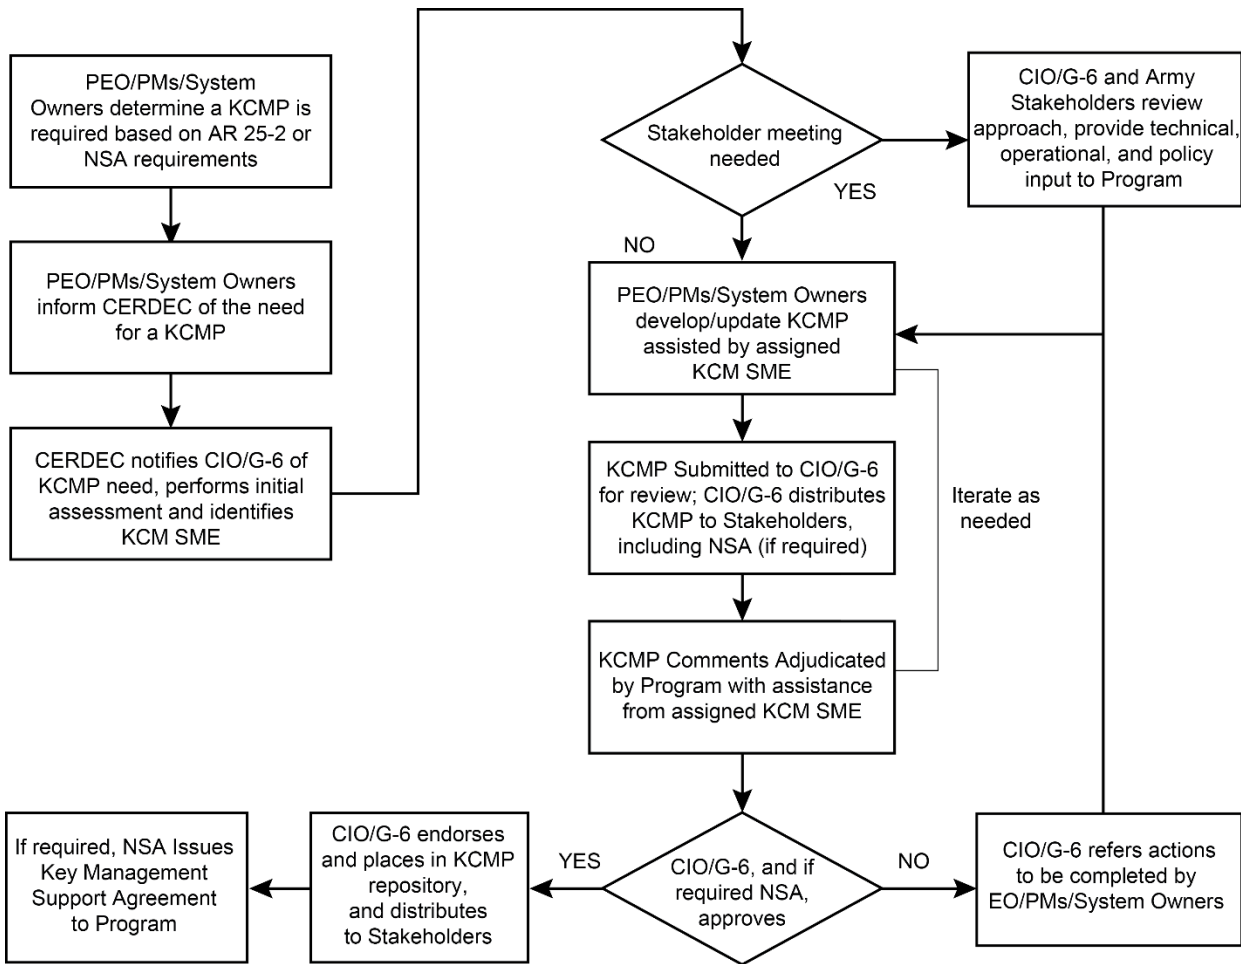 PEO/PMs/System
Owners determine a KCMP is
required based on AR 25-2 or
NSA requirements
PEO/PMs/System Owners
inform CERDEC of the need
for a KCMP
CERDEC notifies CIO/G-6 of
KCMP need, performs initial
assessment and identifies
KCM SME
Stakeholder meeting
needed
YES
NO
CIO/G-6 and Army
Stakeholders review
approach, provide technical,
operational, and policy
input to Program
PEO/PMs/System Owners
develop/update KCMP
assisted by assigned
KCM SME
KCMP Submitted to CIO/G-6
for review; CIO/G-6 distributes
KCMP to Stakeholders,
including NSA (if required)
Iterate as
needed
KCMP Comments Adjudicated
by Program with assistance
from assigned KCM SME
CIO/G-6, and if
required NSA,
approves
YES
NO
CIO/G-6 endorses
and places in KCMP
repository,
and distributes
to Stakeholders
If required, NSA Issues
Key Management
Support Agreement
to Program
CIO/G-6 refers actions
to be completed by
EO/PMs/System Owners